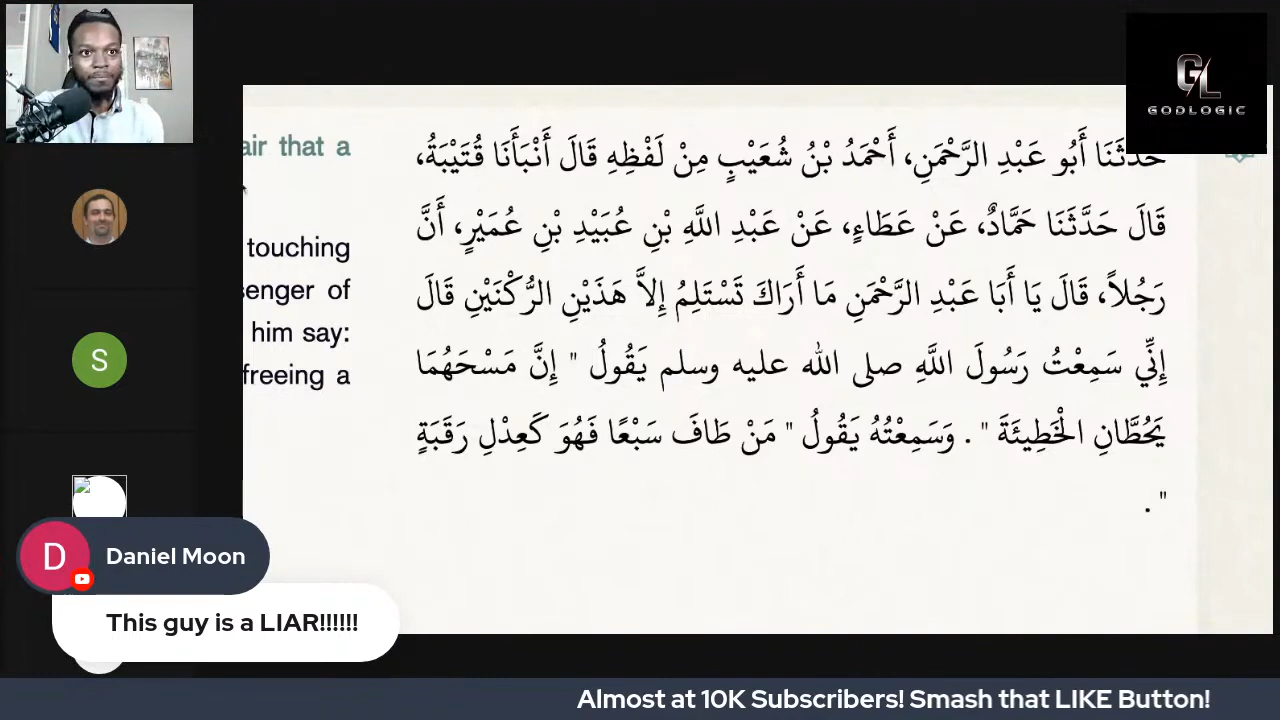 GL
GODLOGIC
air that a
touching
senger of
him say:
freeing a
حَدَّثَنَا أَبُو عَبْدِ الرَّحْمَنِ، أَحْمَدُ بْنُ شُعَيْبٍ مِنْ لَفْظِهِ قَالَ أَنْبَأَنَا قُتَيْبَةُ،
قَالَ حَدَّثَنَا حَمَّادٌ، عَنْ عَطَاءٍ، عَنْ عَبْدِ اللَّهِ بْنِ عُبَيْدِ بْنِ عُمَيْرٍ، أَنَّ
رَجُلاً، قَالَ يَا أَبَا عَبْدِ الرَّحْمَنِ مَا أَرَاكَ تَسْتَلِمُ إِلاَّ هَذَيْنِ الرُّكْنَيْنِ قَالَ
إِنِّي سَمِعْتُ رَسُولَ اللَّهِ صلى الله عليه وسلم يَقُولُ " إِنَّ مَسْحَهُمَا
يَحُطَّانِ الْخَطِيئَةَ " . وَسَمِعْتُهُ يَقُولُ " مَنْ طَافَ سَبْعًا فَهُوَ كَعِدْلِ رَقَبَةٍ
" .
S
D
Daniel Moon
This guy is a LIAR!!!!!!
Almost at 10K Subscribers! Smash that LIKE Button!